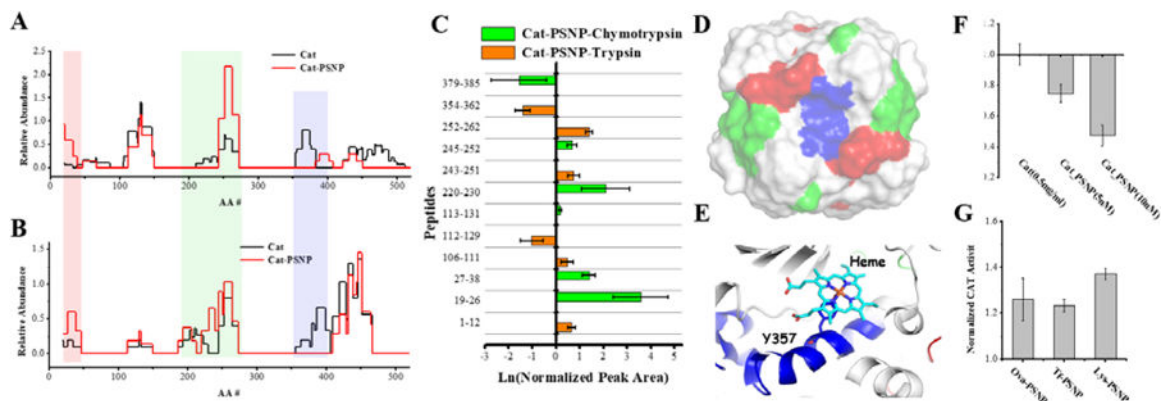 A
Relative Abundance
2.5
2.0
1.5
1.0
0.5
0.0
Cat
Cat-PSNP
0 100 200 300 400 500
AA #
B
Relative Abundance
1.5
1.0
0.5
0.0
Cat
Cat-PSNP
0 100 200 300 400 500
AA #
C
Cat-PSNP-Chymotrypsin
Cat-PSNP-Trypsin
Peptides
379-385
354-362
252-262
245-252
243-251
220-230
113-131
112-129
106-111
27-38
19-26
1-12
-3 -2 -1 0 1 2 3 4 5
Ln(Normalized Peak Area)
D
E
Heme
Y357
F
Cat(0.5mg/ml)
Cat_PSNP(5uM)
Cat_PSNP(10uM)
G
Normalized CAT Activit
1.6
1.4
1.2
1.0
Ova-PSNP
Tf-PSNP
Lys-PSNP